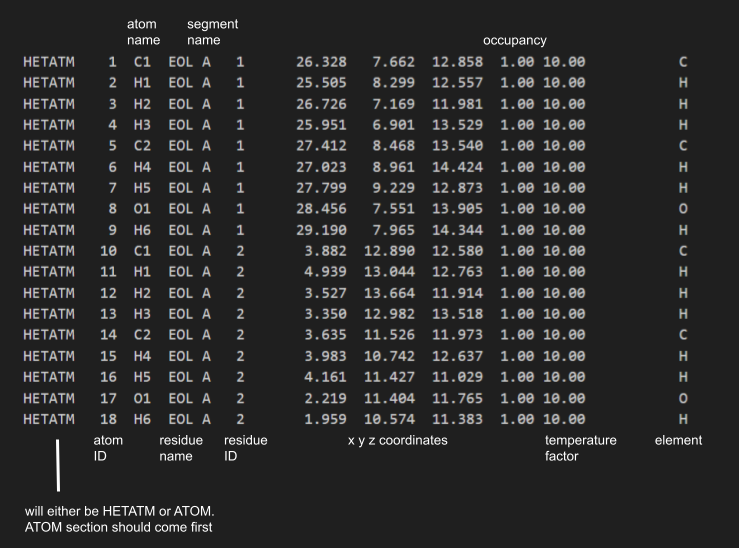 atom segment
name name occupancy
HETATM 1 C1 EOL A 1 26.328 7.662 12.858 1.00 10.00 C
HETATM 2 H1 EOL A 1 25.505 8.299 12.557 1.00 10.00 H
HETATM 3 H2 EOL A 1 26.726 7.169 11.981 1.00 10.00 H
HETATM 4 H3 EOL A 1 25.951 6.901 13.529 1.00 10.00 H
HETATM 5 C2 EOL A 1 27.412 8.468 13.540 1.00 10.00 C
HETATM 6 H4 EOL A 1 27.023 8.961 14.424 1.00 10.00 H
HETATM 7 H5 EOL A 1 27.799 9.229 12.873 1.00 10.00 H
HETATM 8 O1 EOL A 1 28.456 7.551 13.905 1.00 10.00 O
HETATM 9 H6 EOL A 1 29.190 7.965 14.344 1.00 10.00 H
HETATM 10 C1 EOL A 2 3.882 12.890 12.580 1.00 10.00 C
HETATM 11 H1 EOL A 2 4.939 13.044 12.763 1.00 10.00 H
HETATM 12 H2 EOL A 2 3.527 13.664 11.914 1.00 10.00 H
HETATM 13 H3 EOL A 2 3.350 12.982 13.518 1.00 10.00 H
HETATM 14 C2 EOL A 2 3.635 11.526 11.973 1.00 10.00 C
HETATM 15 H4 EOL A 2 3.983 10.742 12.637 1.00 10.00 H
HETATM 16 H5 EOL A 2 4.161 11.427 11.029 1.00 10.00 H
HETATM 17 O1 EOL A 2 2.219 11.404 11.765 1.00 10.00 O
HETATM 18 H6 EOL A 2 1.959 10.574 11.383 1.00 10.00 H
atom residue residue x y z coordinates temperature element
ID name ID factor
will either be HETATM or ATOM.
ATOM section should come first